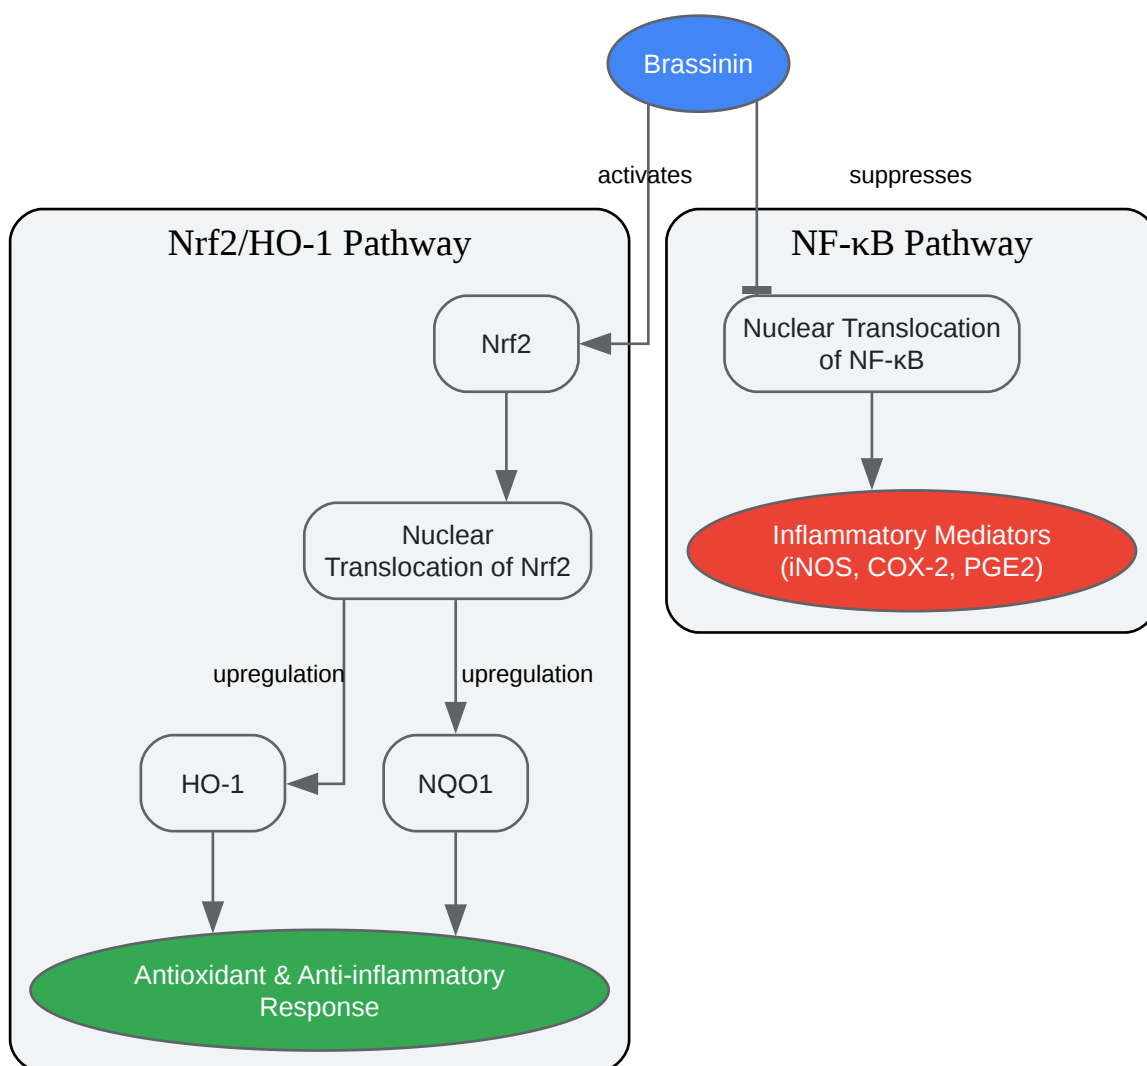 Brassinin
activates
suppresses
Nrf2/HO-1 Pathway
NF-κB Pathway
Nrf2
Nuclear Translocation
of NF-κB
Nuclear
Translocation of Nrf2
Inflammatory Mediators
(iNOS, COX-2, PGE2)
upregulation
upregulation
HO-1
NQO1
Antioxidant & Anti-inflammatory
Response